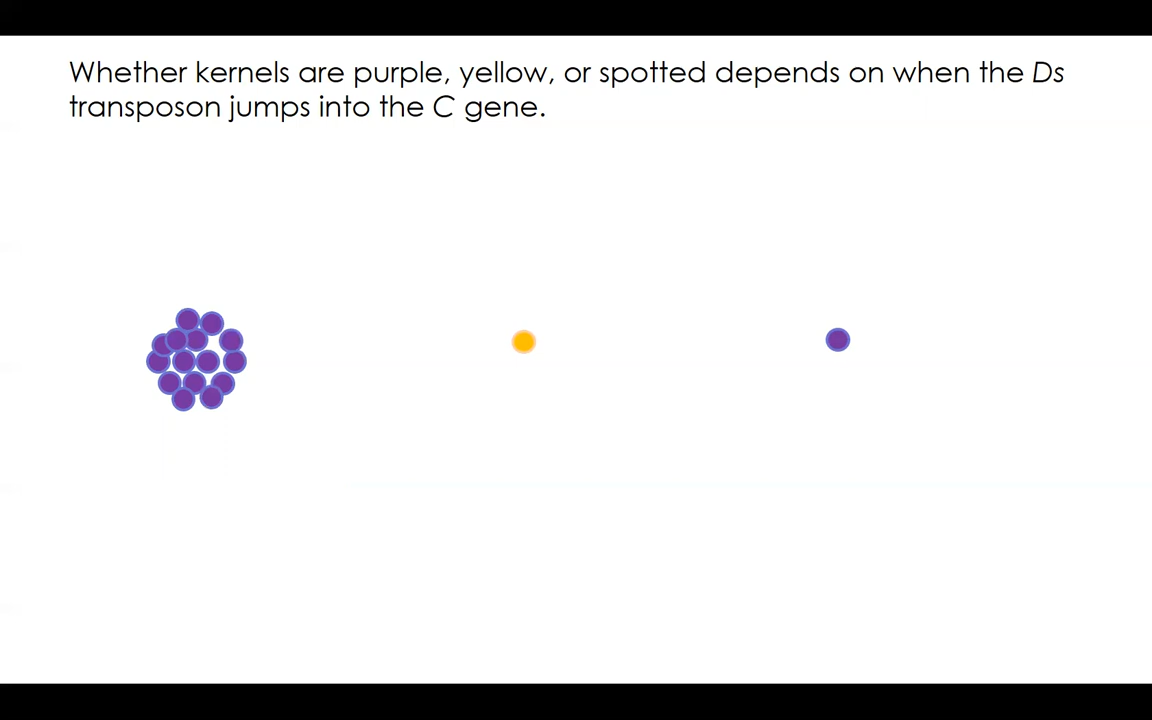 Whether kernels are purple, yellow, or spotted depends on when the Ds
transposon jumps into the C gene.